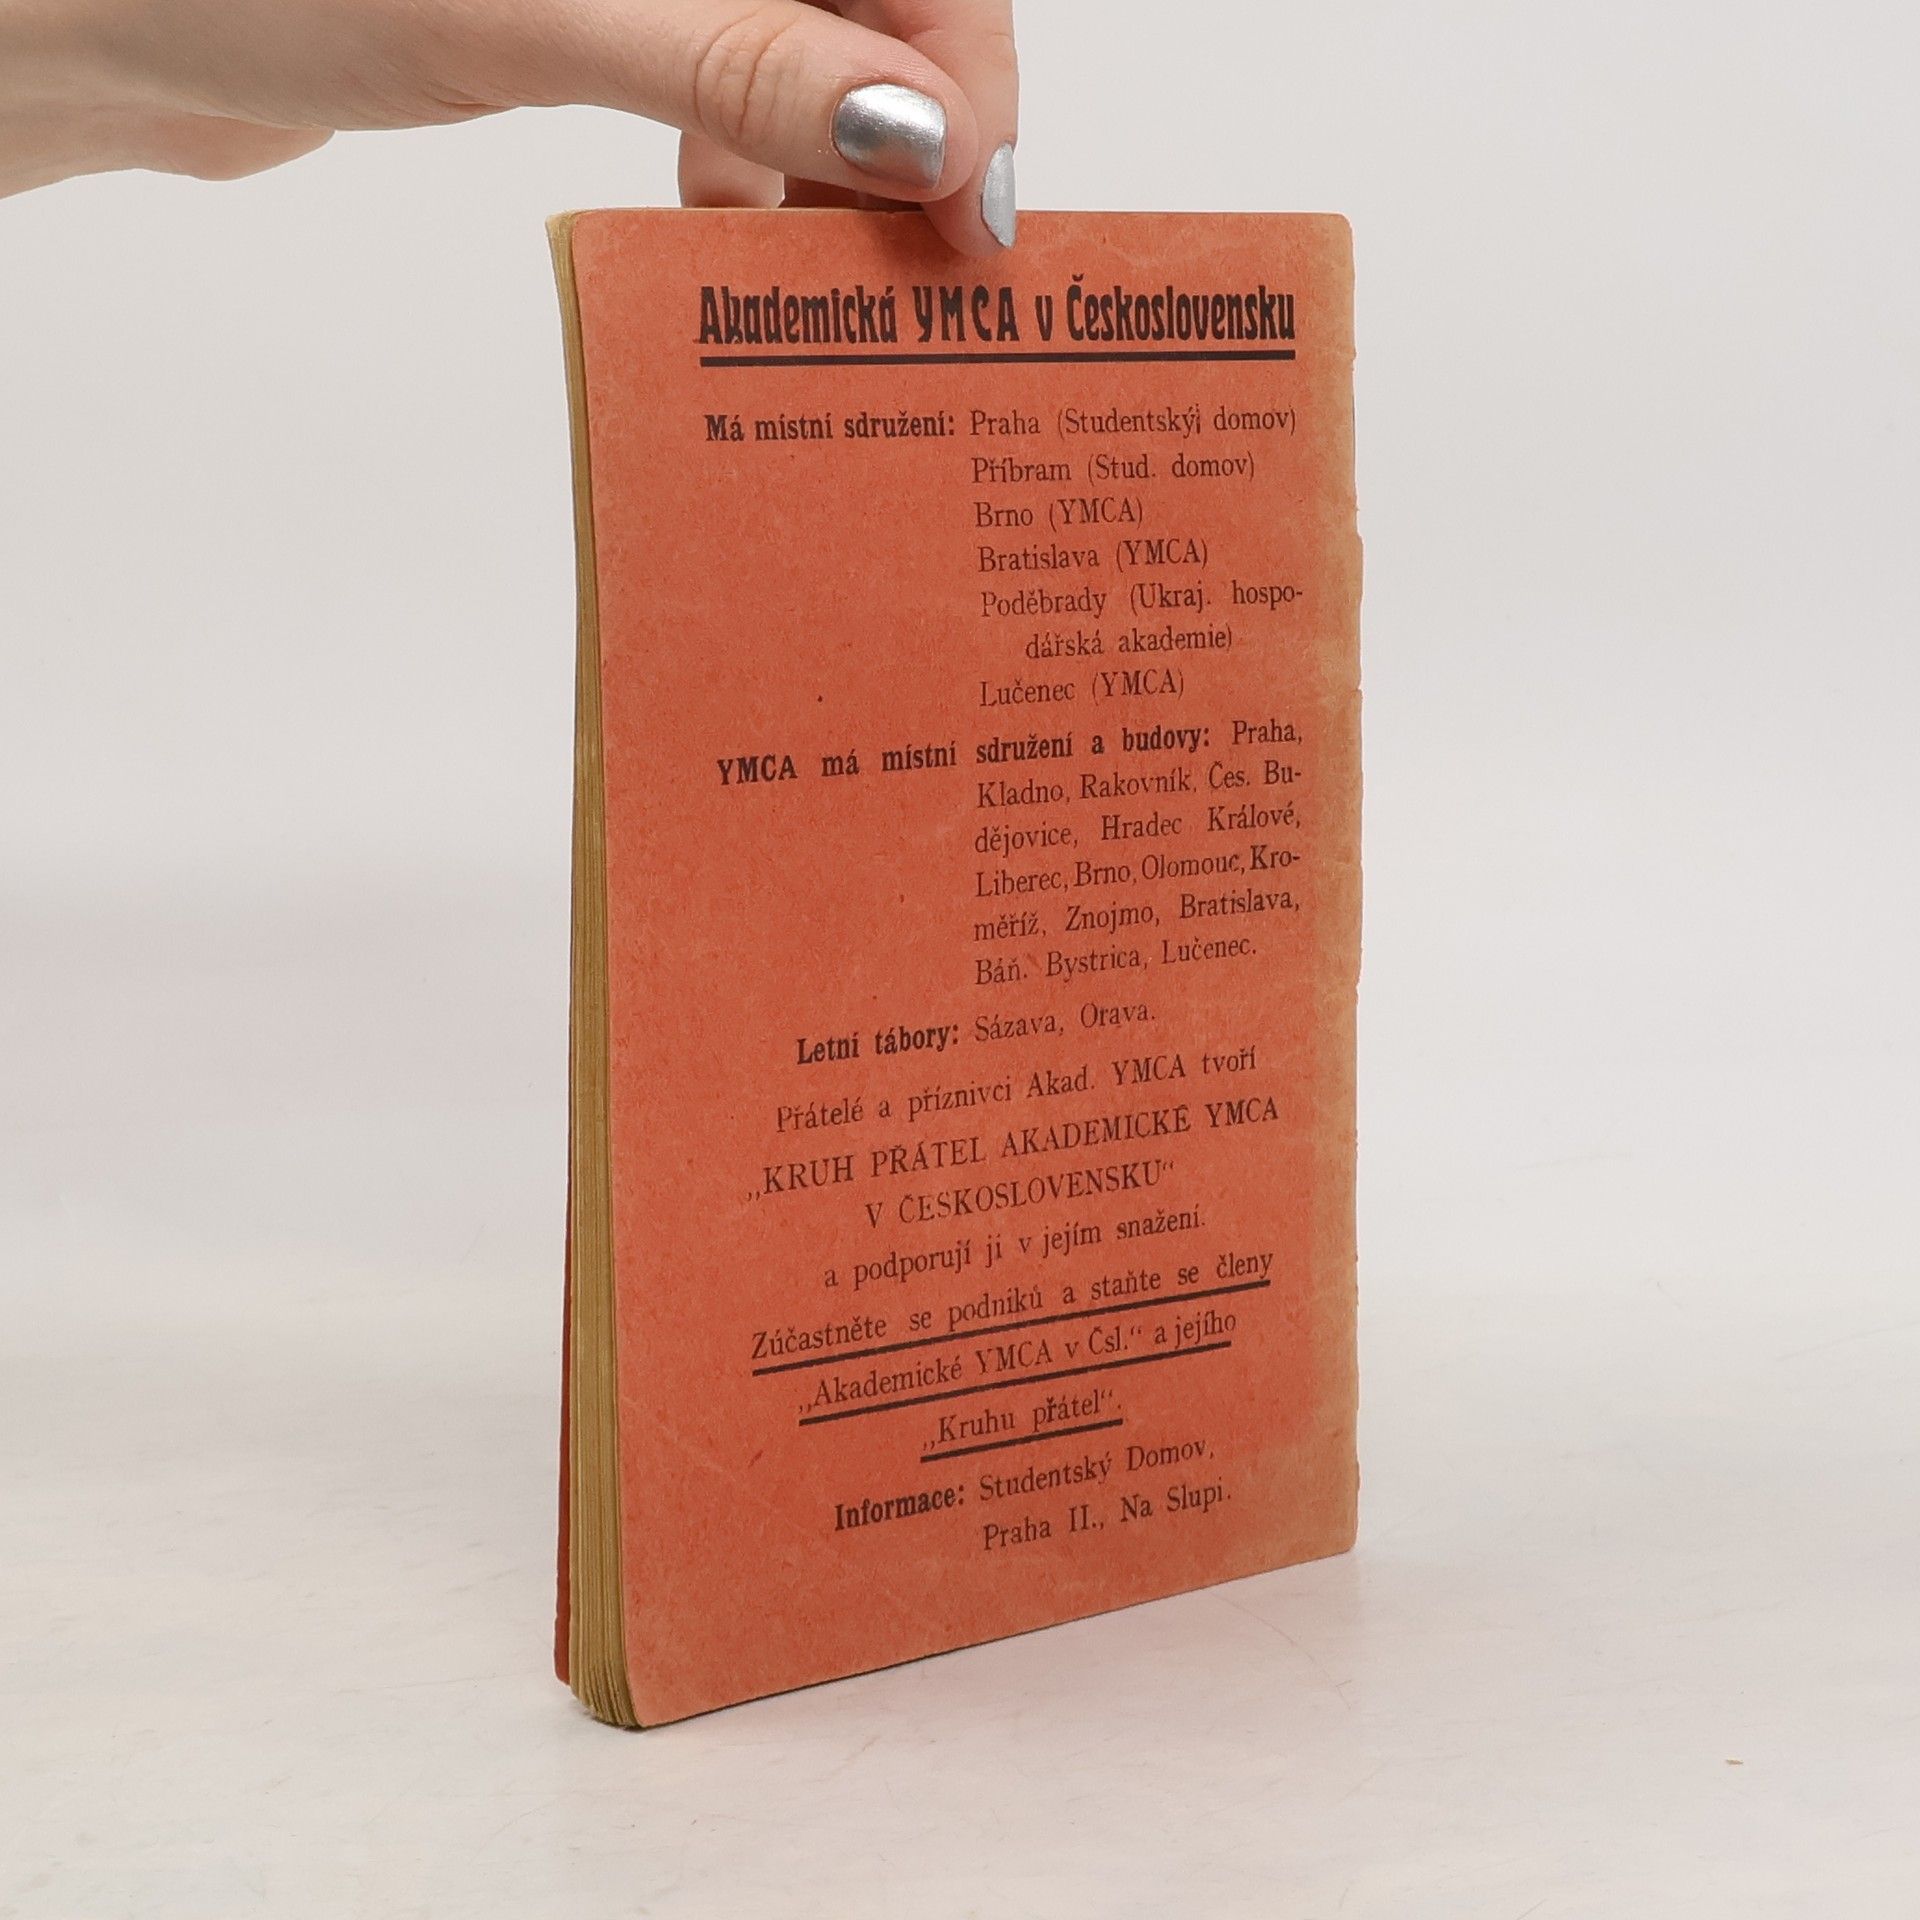 Akademická YMCA v Československu
Má místní sdružení: Praha (Studentský domov)
Příbram (Stud. domov)
Brno (YMCA)
Bratislava (YMCA)
Poděbrady (Ukraj. hospo-
dářská akademie)
Lučenec (YMCA)
YMCA má místní sdružení a budovy: Praha,
Kladno, Rakovník, Čes. Bu-
dějovice, Hradec Králové,
Liberec, Brno, Olomouc, Kro-
měříž, Znojmo, Bratislava,
Báň. Bystrica, Lučenec.
Letní tábory: Sázava, Orava.
Přátelé a příznivci Akad. YMCA tvoří
„KRUH PŘÁTEL AKADEMICKÉ YMCA
V ČESKOSLOVENSKU“
a podporují ji v jejím snažení.
Zúčastněte se podniků a staňte se členy
„Akademické YMCA v Čsl.“ a jejího
„Kruhu přátel“.
Informace: Studentský Domov,
Praha II., Na Slupi.